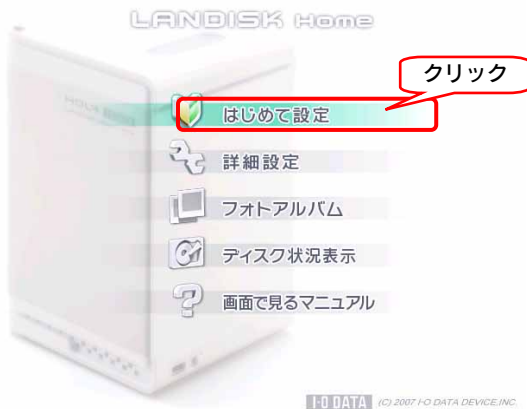 LANDISK Home
クリック
はじめて設定
詳細設定
フォトアルバム
ディスク状況表示
画面で見るマニュアル
I-O DATA (C) 2007 I-O DATA DEVICE,INC.